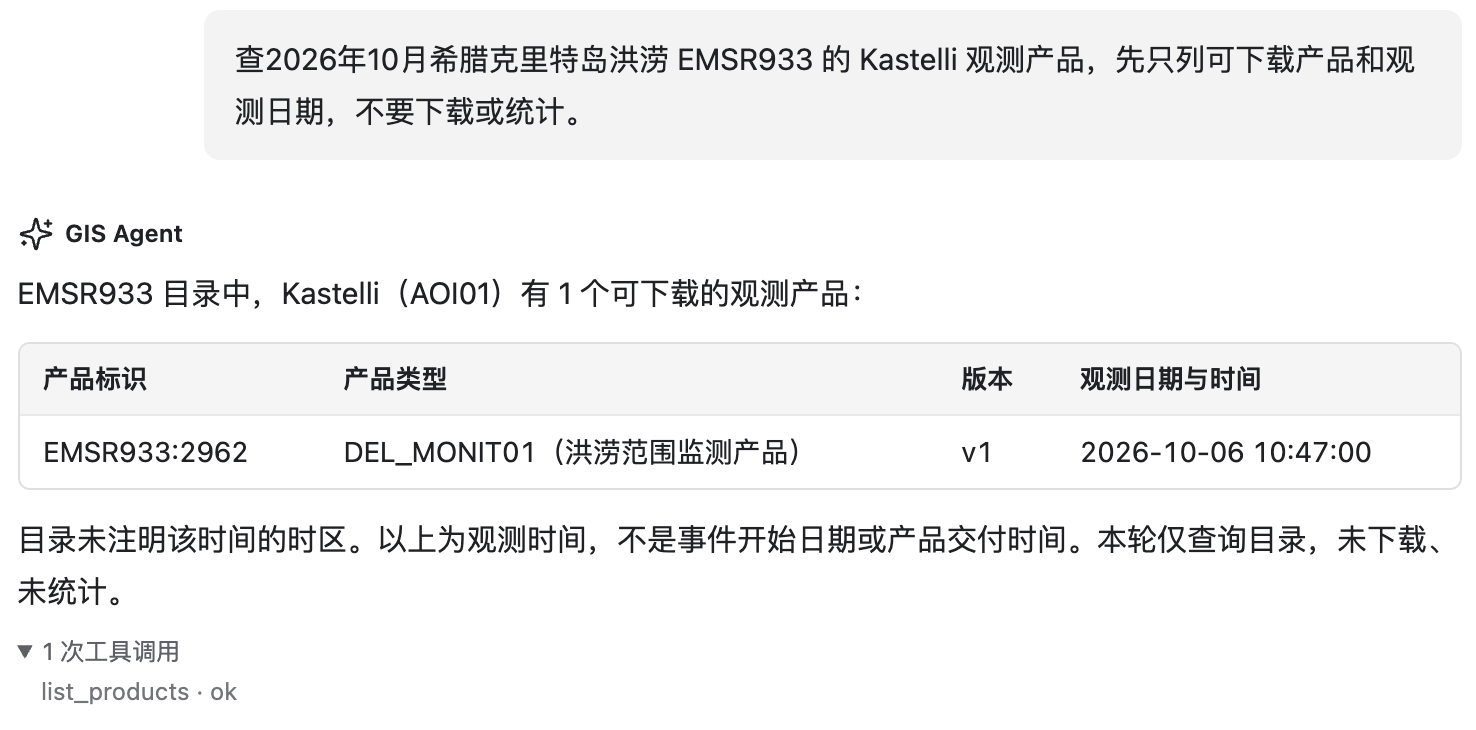 查2026年10月希腊克里特岛洪涝 EMSR933 的 Kastelli 观测产品，先只列可下载产品和观
测日期，不要下载或统计。
GIS Agent
EMSR933 目录中，Kastelli（AOI01）有 1 个可下载的观测产品：
产品标识 产品类型 版本 观测日期与时间
EMSR933:2962 DEL_MONIT01（洪涝范围监测产品） v1 2026-10-06 10:47:00
目录未注明该时间的时区。以上为观测时间，不是事件开始日期或产品交付时间。本轮仅查询目录，未下载、
未统计。
▼ 1 次工具调用
list_products · ok